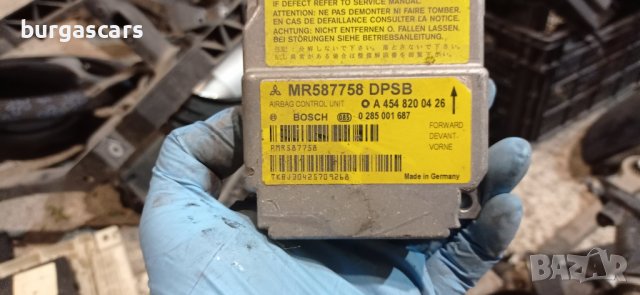 burgascars
IF DEFECT REFER TO SERVICE MANUAL.
ATTENTION: NE PAS DEMONTER NI FAIRE TOMBER.
EN CAS DE DEFAILLANCE CONSULTER LA NOTICE.
ACHTUNG: NICHT ENTFERNEN O. FALLEN LASSEN.
BEI STÖRUNGEN SIEHE BETRIEBSANLEITUNG.
MR587758 DPSB
AIRBAG CONTROL UNIT
A 454 820 04 26
BOSCH
0 285 001 687
FORWARD
DEVANT-
VORNE
PMR587758
Made in Germany
BAZAR.bg